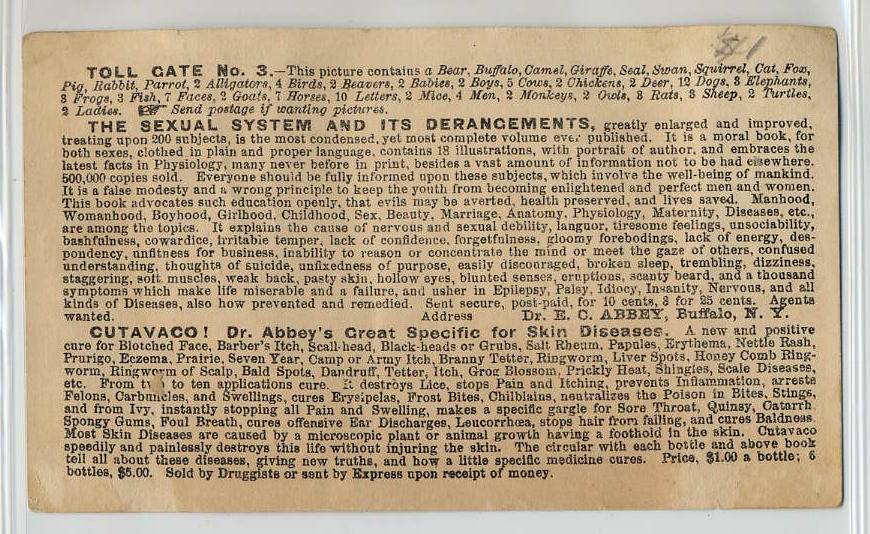 $1
TOLL GATE No. 3.—This picture contains a Bear, Buffalo, Camel, Giraffe, Seal, Swan, Squirrel, Cat, Fox,
Pig, Rabbit, Parrot, 2 Alligators, 4 Birds, 2 Beavers, 2 Babies, 2 Boys, 5 Cows, 2 Chickens, 2 Deer, 12 Dogs, 3 Elephants,
3 Frogs, 3 Fish, 7 Faces, 2 Goats, 7 Horses, 10 Letters, 2 Mice, 4 Men, 2 Monkeys, 2 Owls, 3 Rats, 3 Sheep, 2 Turtles,
2 Ladies. ☞ Send postage if wanting pictures.
THE SEXUAL SYSTEM AND ITS DERANGEMENTS, greatly enlarged and improved,
treating upon 200 subjects, is the most condensed, yet most complete volume ever published. It is a moral book, for
both sexes, clothed in plain and proper language, contains 18 illustrations, with portrait of author, and embraces the
latest facts in Physiology, many never before in print, besides a vast amount of information not to be had elsewhere.
500,000 copies sold. Everyone should be fully informed upon these subjects, which involve the well-being of mankind.
It is a false modesty and a wrong principle to keep the youth from becoming enlightened and perfect men and women.
This book advocates such education openly, that evils may be averted, health preserved, and lives saved. Manhood,
Womanhood, Boyhood, Girlhood, Childhood, Sex, Beauty, Marriage, Anatomy, Physiology, Maternity, Diseases, etc.,
are among the topics. It explains the cause of nervous and sexual debility, languor, tiresome feelings, unsociability,
bashfulness, cowardice, irritable temper, lack of confidence, forgetfulness, gloomy forebodings, lack of energy, des-
pondency, unfitness for business, inability to reason or concentrate the mind or meet the gaze of others, confused
understanding, thoughts of suicide, unfixedness of purpose, easily discouraged, broken sleep, trembling, dizziness,
staggering, soft muscles, weak back, pasty skin, hollow eyes, blunted senses, eruptions, scanty beard, and a thousand
symptoms which make life miserable and a failure, and usher in Epilepsy, Palsy, Idiocy, Insanity, Nervous, and all
kinds of Diseases, also how prevented and remedied. Sent secure, post-paid, for 10 cents, 3 for 25 cents. Agents
wanted. Address Dr. E. C. ABBEY, Buffalo, N. Y.
CUTAVACO! Dr. Abbey's Great Specific for Skin Diseases. A new and positive
cure for Blotched Face, Barber's Itch, Scall-head, Black-heads or Grubs, Salt Rheum, Papules, Erythema, Nettle Rash,
Prurigo, Eczema, Prairie, Seven Year, Camp or Army Itch, Branny Tetter, Ringworm, Liver Spots, Honey Comb Ring-
worm, Ringworm of Scalp, Bald Spots, Dandruff, Tetter, Itch, Grog Blossom, Prickly Heat, Shingles, Scale Diseases,
etc. From to ten applications cure. It destroys Lice, stops Pain and Itching, prevents Inflammation, arrests
Felons, Carbuncles, and Swellings, cures Erysipelas, Frost Bites, Chilblains, neutralizes the Poison in Bites, Stings,
and from Ivy, instantly stopping all Pain and Swelling, makes a specific gargle for Sore Throat, Quinsy, Catarrh,
Spongy Gums, Foul Breath, cures offensive Ear Discharges, Leucorrhœa, stops hair from falling, and cures Baldness.
Most Skin Diseases are caused by a microscopic plant or animal growth having a foothold in the skin. Cutavaco
speedily and painlessly destroys this life without injuring the skin. The circular with each bottle and above book
tell all about these diseases, giving new truths, and how a little specific medicine cures. Price, $1.00 a bottle; 6
bottles, $5.00. Sold by Druggists or sent by Express upon receipt of money.